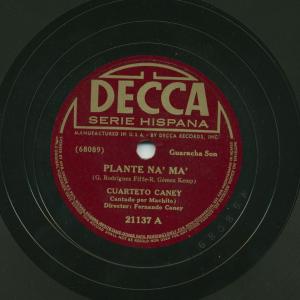 DECCA
SERIE HISPANA
MANUFACTURED IN U.S.A. - BY DECCA RECORDS, INC.
(68089) Guaracha Son
PLANTE NA' MA'
(G. Rodriguez Fiffe-R. Gómez Kemp)
CUARTETO CANEY
(Cantado por Machito)
Director: Fernando Caney
21137 A